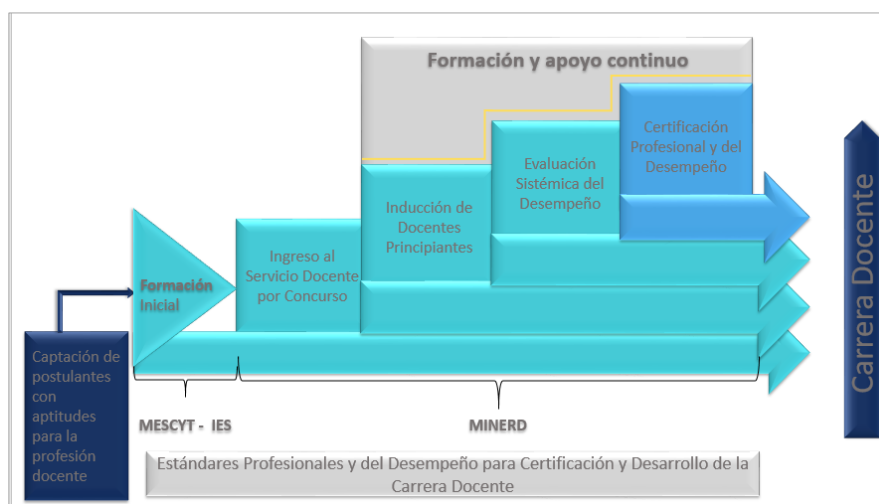 Formación y apoyo continuo
Certificación
Profesional y del
Desempeño
Evaluación
Sistémica del
Desempeño
Inducción de
Docentes
Principiantes
Ingreso al
Servicio Docente
por Concurso
Formación
Inicial
Captación de
postulantes
con
aptitudes
para la
profesión
docente
Carrera Docente
MESCYT - IES
MINERD
Estándares Profesionales y del Desempeño para Certificación y Desarrollo de la
Carrera Docente